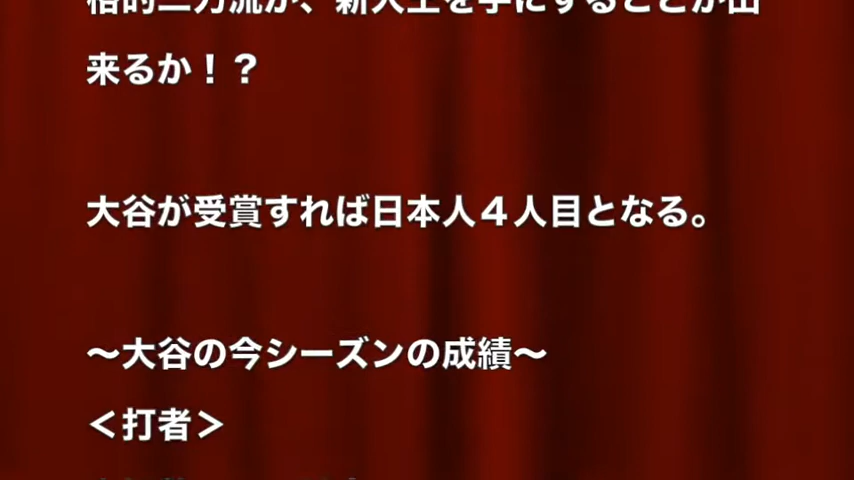 格的二刀流が、新人王を手にすることが出
来るか！？
大谷が受賞すれば日本人４人目となる。
～大谷の今シーズンの成績～
＜打者＞